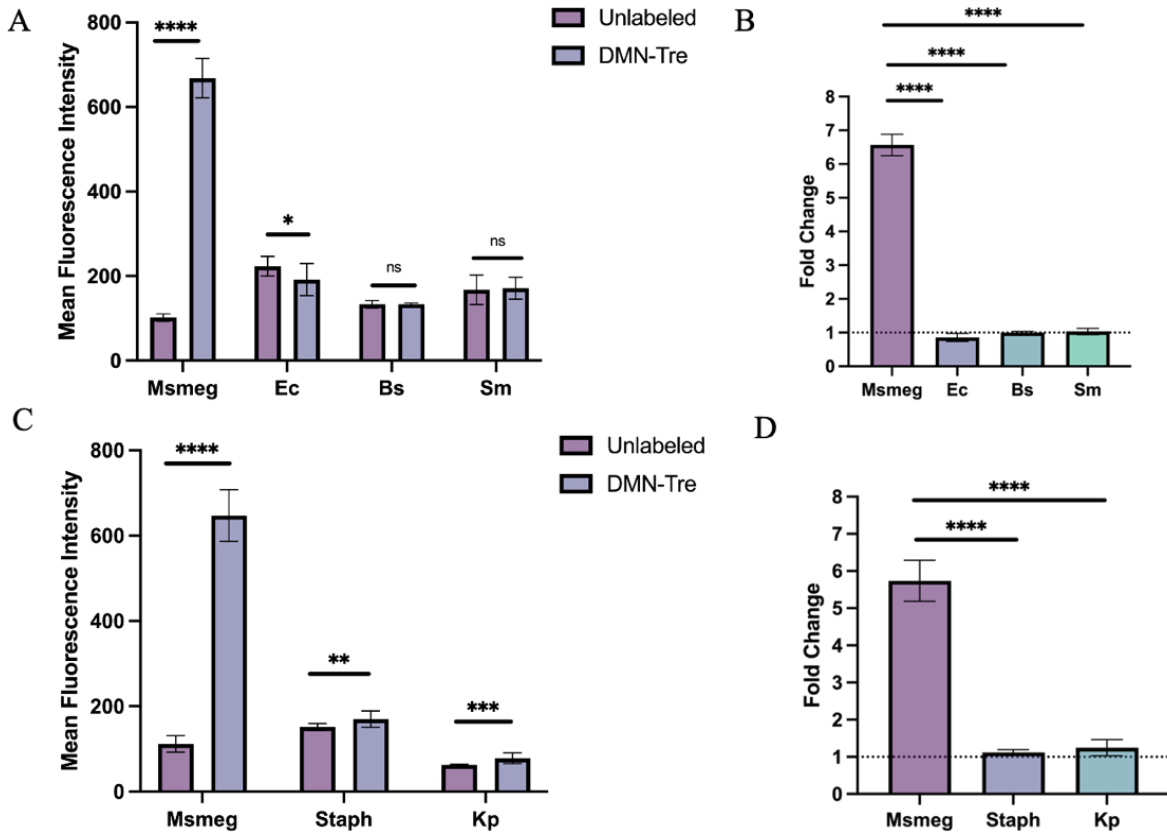 A
Mean Fluorescence Intensity
800
600
400
200
0
****
*
ns
ns
Msmeg Ec Bs Sm
Unlabeled
DMN-Tre
B
Fold Change
8
7
6
5
4
3
2
1
0
****
****
****
Msmeg Ec Bs Sm
C
Mean Fluorescence Intensity
800
600
400
200
0
****
**
***
Msmeg Staph Kp
Unlabeled
DMN-Tre
D
Fold Change
8
7
6
5
4
3
2
1
0
****
****
Msmeg Staph Kp